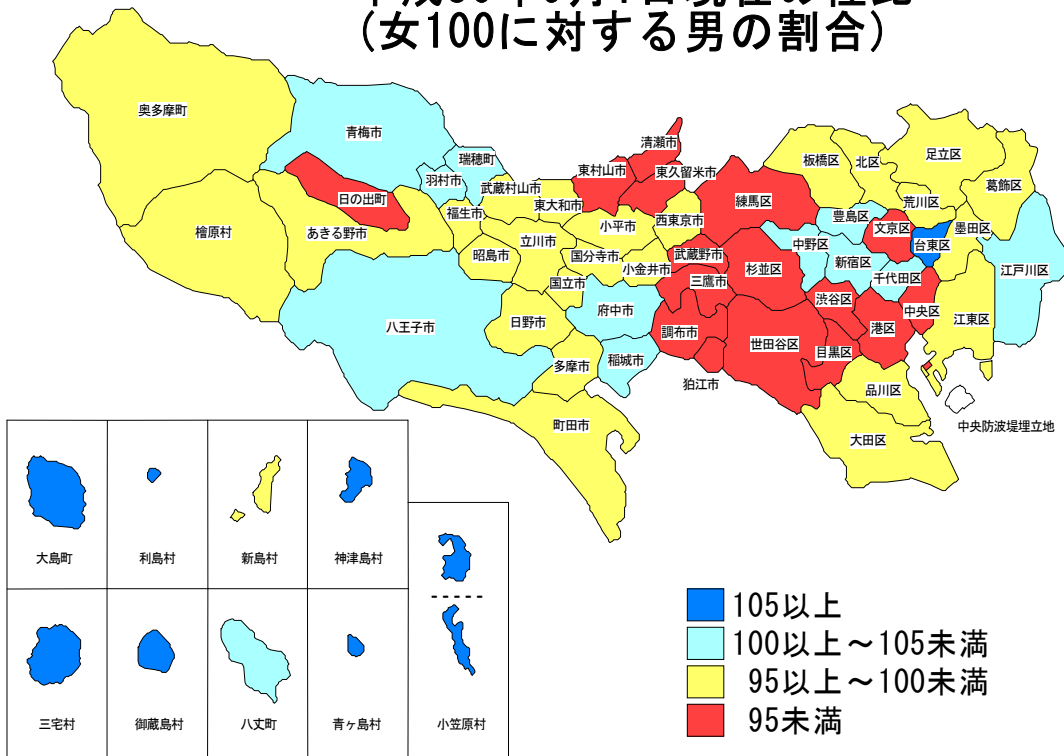 (女100に対する男の割合)
奥多摩町
青梅市
瑞穂町
羽村市
日の出町
檜原村
あきる野市
福生市
武蔵村山市
東大和市
東村山市
清瀬市
東久留米市
昭島市
立川市
小平市
西東京市
国分寺市
小金井市
国立市
武蔵野市
三鷹市
八王子市
日野市
府中市
調布市
多摩市
稲城市
狛江市
町田市
練馬区
板橋区
北区
足立区
葛飾区
荒川区
豊島区
文京区
台東区
墨田区
中野区
新宿区
千代田区
江戸川区
杉並区
渋谷区
港区
中央区
江東区
世田谷区
目黒区
品川区
大田区
中央防波堤埋立地
大島町
利島村
新島村
神津島村
三宅村
御蔵島村
八丈町
青ヶ島村
小笠原村
105以上
100以上~105未満
95以上~100未満
95未満